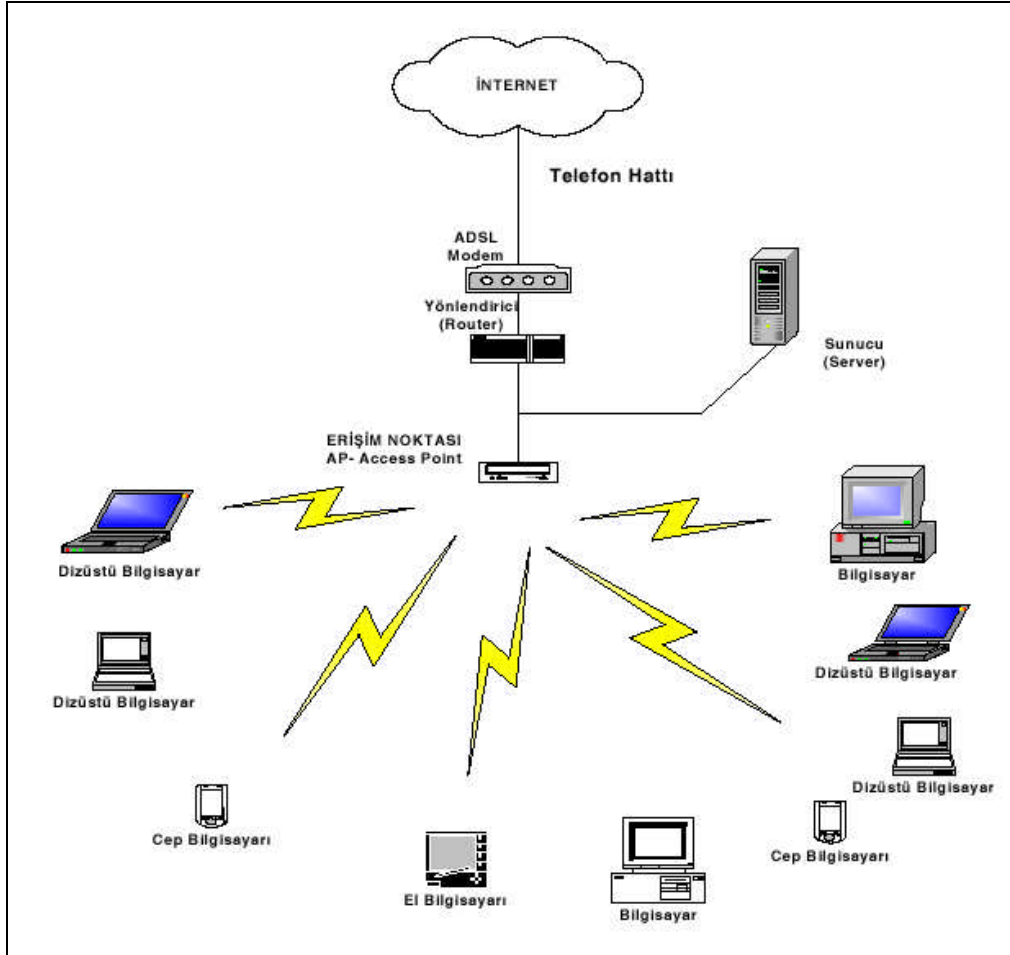 İNTERNET
Telefon Hattı
ADSL
Modem
Yönlendirici
(Router)
Sunucu
(Server)
ERİŞİM NOKTASI
AP- Access Point
Dizüstü Bilgisayar
Bilgisayar
Dizüstü Bilgisayar
Dizüstü Bilgisayar
Dizüstü Bilgisayar
Cep Bilgisayarı
Cep Bilgisayarı
El Bilgisayarı
Bilgisayar